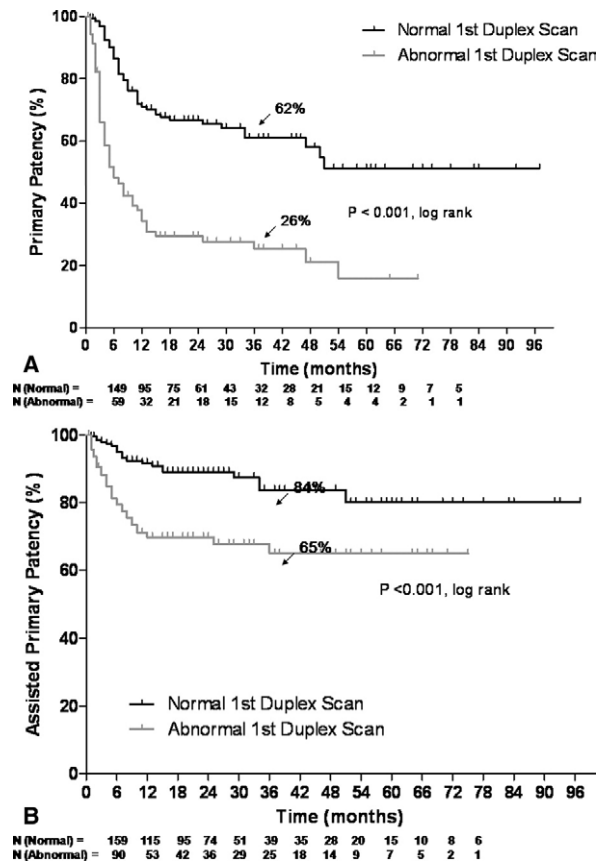 Normal 1st Duplex Scan
Abnormal 1st Duplex Scan
Primary Patency (%)
100
80
60
40
20
0
62%
26%
P < 0.001, log rank
0 6 12 18 24 30 36 42 48 54 60 66 72 78 84 90 96
Time (months)
A
N (Normal) = 149 95 75 61 43 32 28 21 15 12 9 7 5
N (Abnormal) = 59 32 21 18 15 12 8 5 4 4 2 1 1
Assisted Primary Patency (%)
100
80
60
40
20
0
84%
65%
P <0.001, log rank
Normal 1st Duplex Scan
Abnormal 1st Duplex Scan
0 6 12 18 24 30 36 42 48 54 60 66 72 78 84 90 96
Time (months)
B
N (Normal) = 159 115 95 74 51 39 35 28 20 15 10 8 6
N (Abnormal) = 90 53 42 36 29 25 18 14 9 7 5 2 1